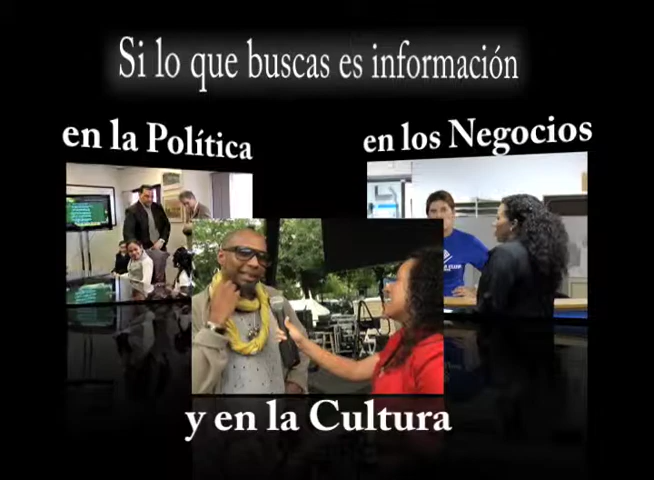 Si lo que buscas es información
en la Política
en los Negocios
y en la Cultura